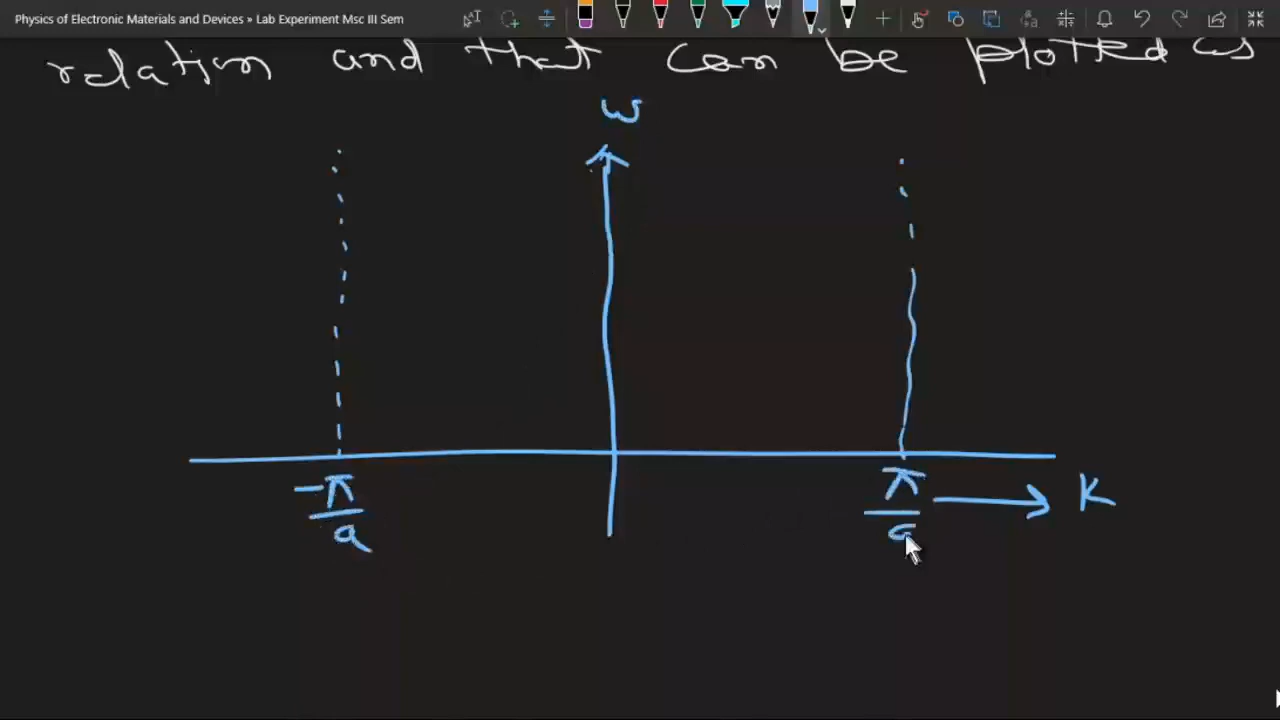 Physics of Electronic Materials and Devices » Lab Experiment Msc III Sem
relation and that can be plotted as
ω
-π/a
π/a
K